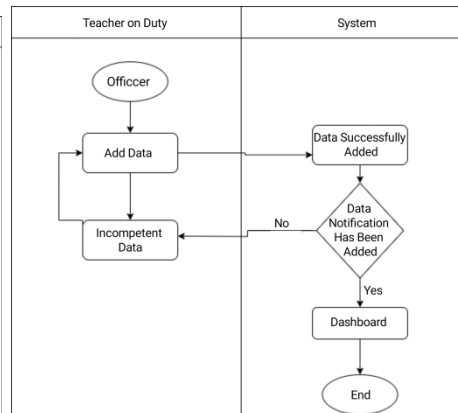 Teacher on Duty
System
Officcer
Add Data
Data Successfully
Added
Incompetent
Data
No
Data
Notification
Has Been
Added
Yes
Dashboard
End